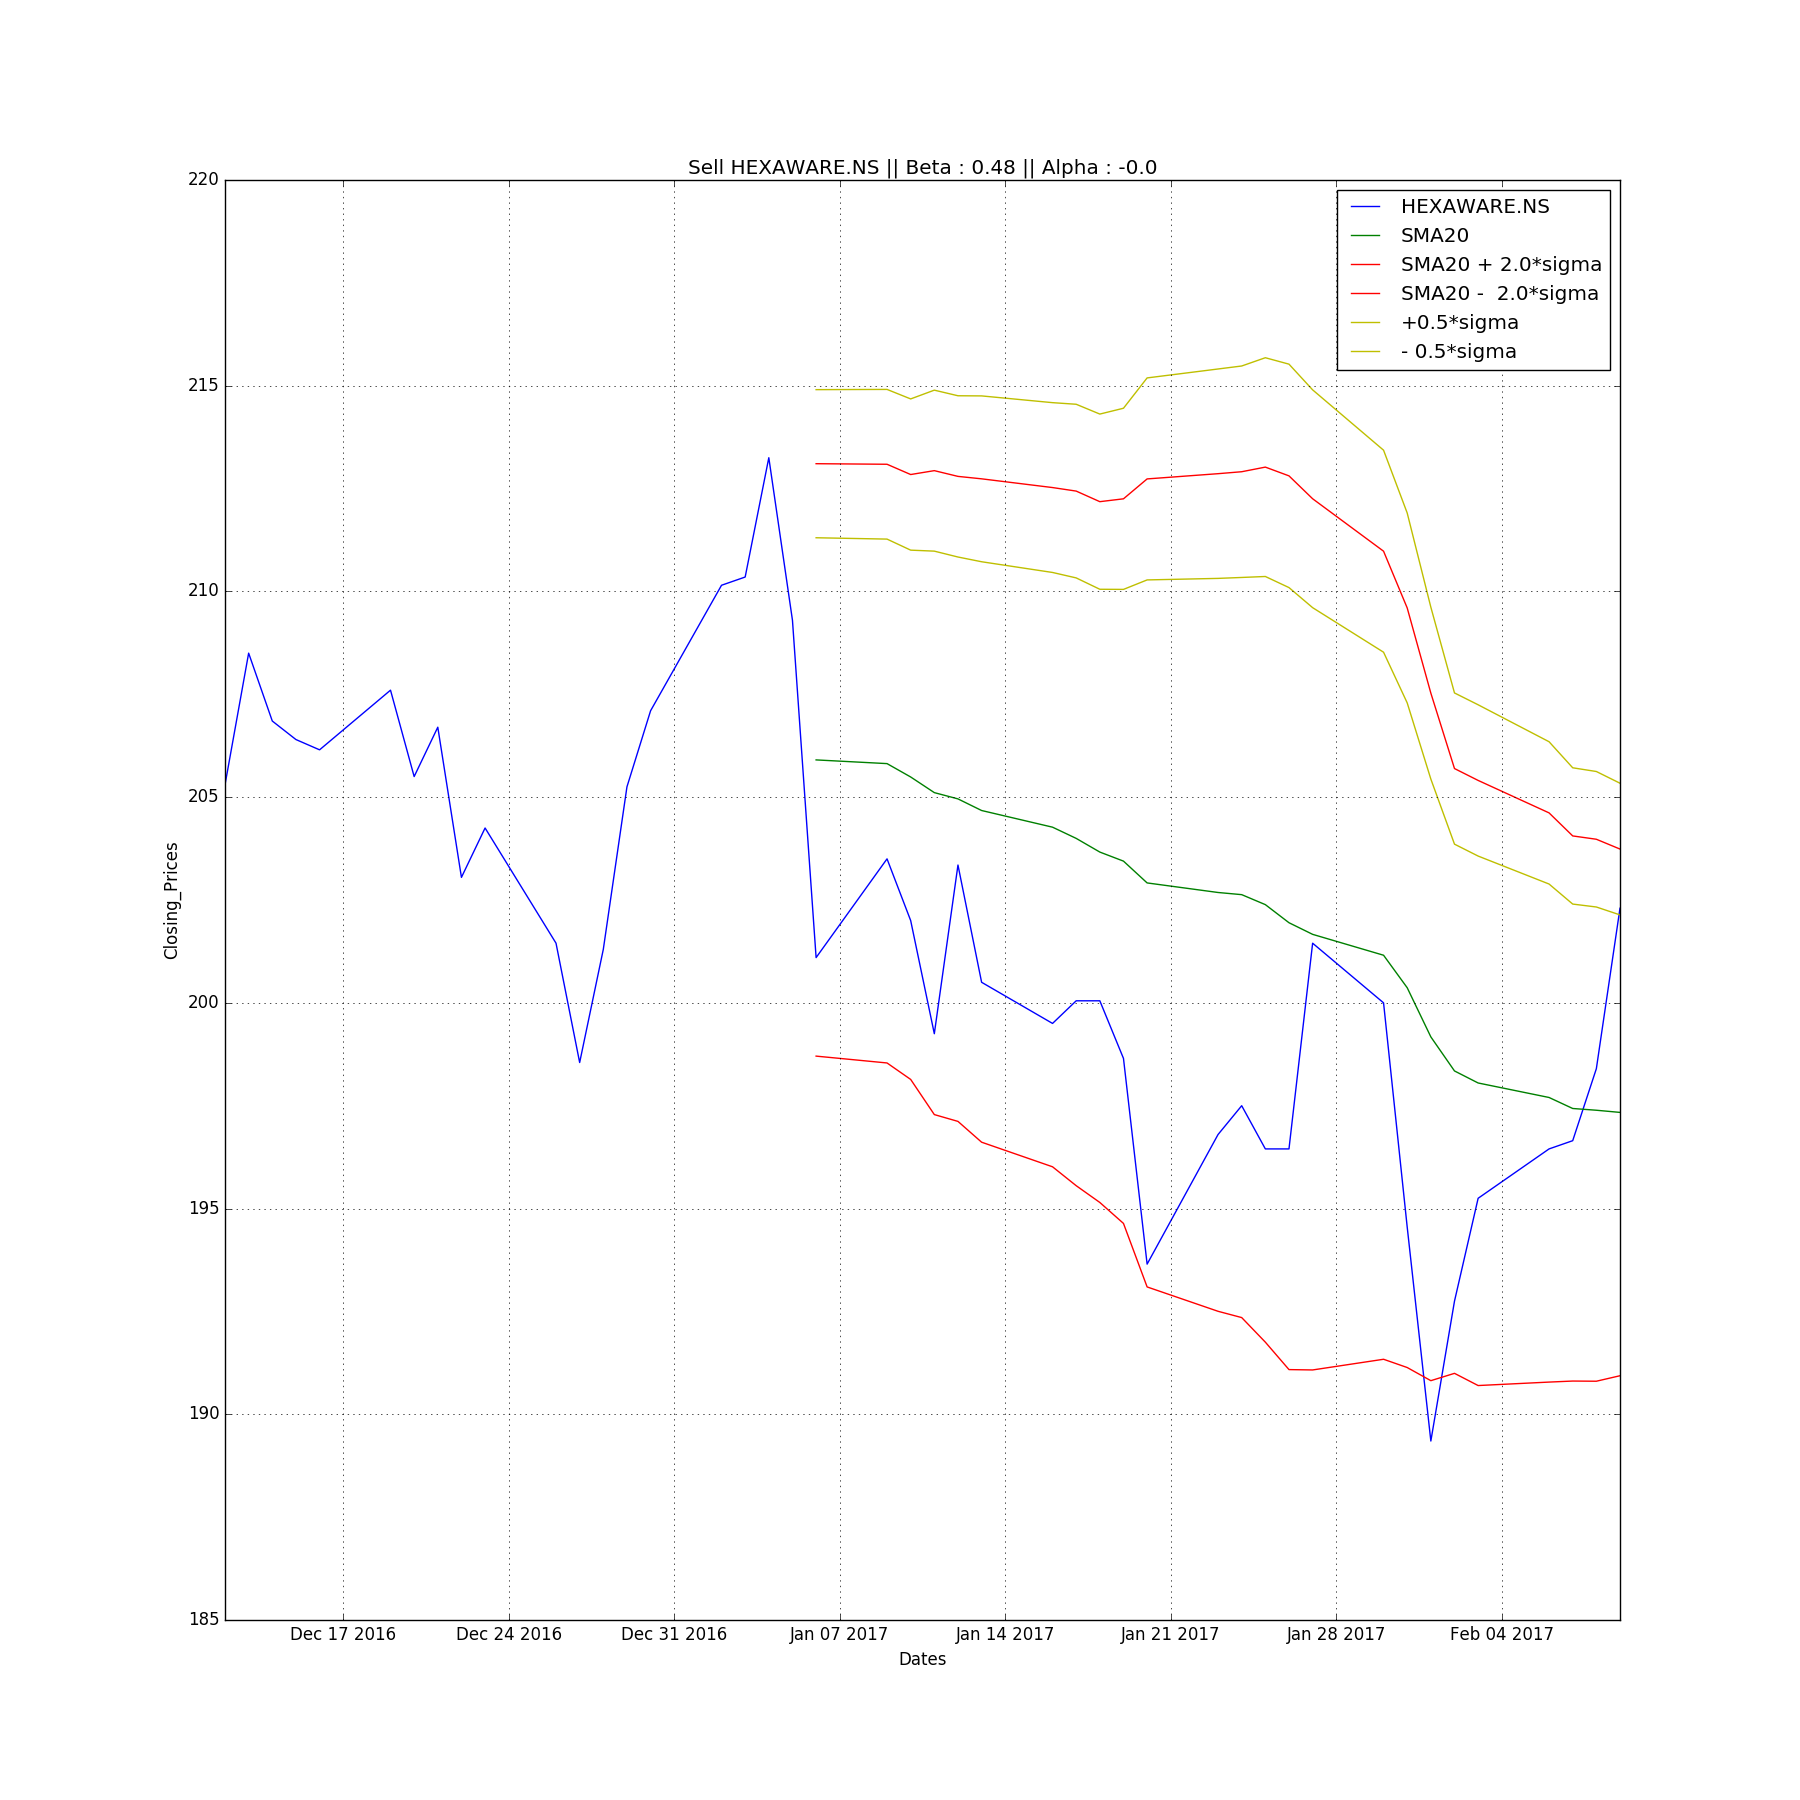 Sell HEXAWARE.NS || Beta : 0.48 || Alpha : -0.0
HEXAWARE.NS
SMA20
SMA20 + 2.0*sigma
SMA20 -  2.0*sigma
+0.5*sigma
- 0.5*sigma
220
215
210
205
200
195
190
185
Closing_Prices
Dec 17 2016
Dec 24 2016
Dec 31 2016
Jan 07 2017
Jan 14 2017
Jan 21 2017
Jan 28 2017
Feb 04 2017
Dates